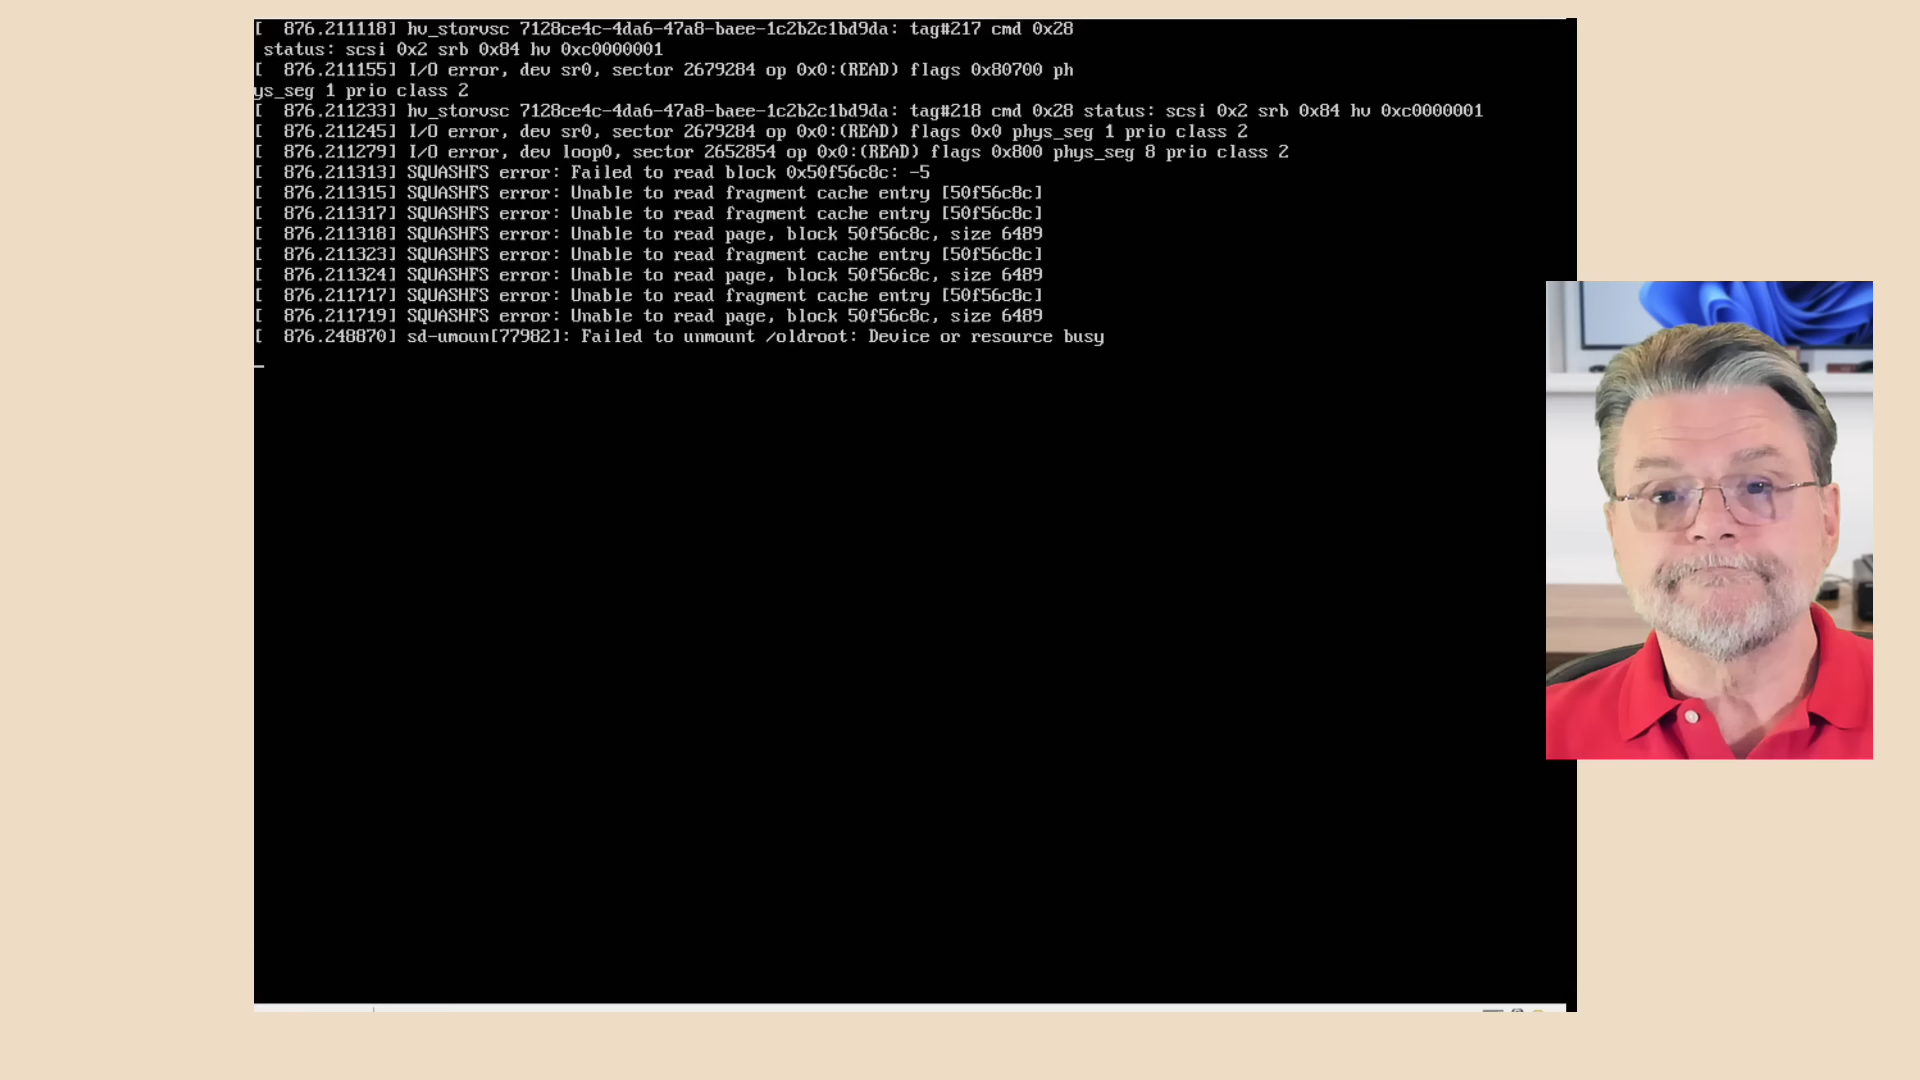 [  876.211118] hv_storvsc 7128ce4c-4da6-47a8-baee-1c2b2c1bd9da: tag#217 cmd 0x28
 status: scsi 0x2 srb 0x84 hv 0xc0000001
[  876.211155] I/O error, dev sr0, sector 2679284 op 0x0:(READ) flags 0x80700 ph
ys_seg 1 prio class 2
[  876.211233] hv_storvsc 7128ce4c-4da6-47a8-baee-1c2b2c1bd9da: tag#218 cmd 0x28 status: scsi 0x2 srb 0x84 hv 0xc0000001
[  876.211245] I/O error, dev sr0, sector 2679284 op 0x0:(READ) flags 0x0 phys_seg 1 prio class 2
[  876.211279] I/O error, dev loop0, sector 2652854 op 0x0:(READ) flags 0x800 phys_seg 8 prio class 2
[  876.211313] SQUASHFS error: Failed to read block 0x50f56c8c: -5
[  876.211315] SQUASHFS error: Unable to read fragment cache entry [50f56c8c]
[  876.211317] SQUASHFS error: Unable to read fragment cache entry [50f56c8c]
[  876.211318] SQUASHFS error: Unable to read page, block 50f56c8c, size 6489
[  876.211323] SQUASHFS error: Unable to read fragment cache entry [50f56c8c]
[  876.211324] SQUASHFS error: Unable to read page, block 50f56c8c, size 6489
[  876.211717] SQUASHFS error: Unable to read fragment cache entry [50f56c8c]
[  876.211719] SQUASHFS error: Unable to read page, block 50f56c8c, size 6489
[  876.248870] sd-umoun[77982]: Failed to unmount /oldroot: Device or resource busy